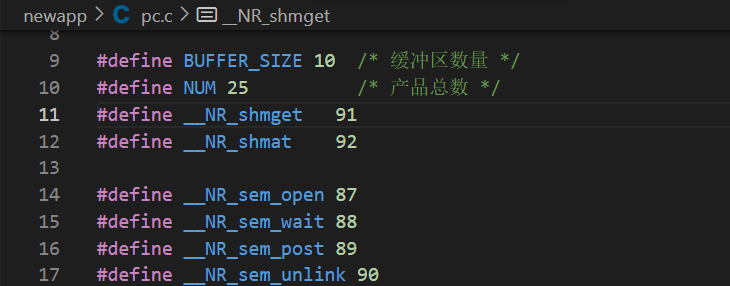 newapp > C pc.c > __NR_shmget
8
9 #define BUFFER_SIZE 10 /* 缓冲区数量 */
10 #define NUM 25 /* 产品总数 */
11 #define __NR_shmget 91
12 #define __NR_shmat 92
13
14 #define __NR_sem_open 87
15 #define __NR_sem_wait 88
16 #define __NR_sem_post 89
17 #define __NR_sem_unlink 90